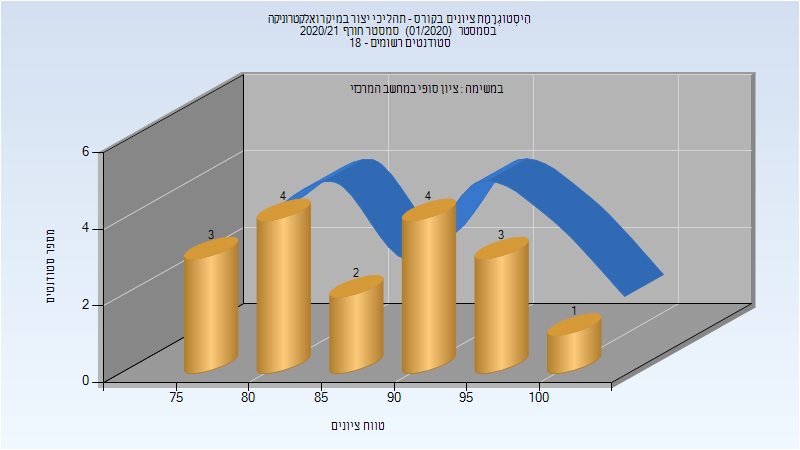 היסטוגרמת ציונים בקורס - תהליכי יצור במיקרואלקטרוניקה
בסמסטר (01/2020) סמסטר חורף 2020/21
סטודנטים רשומים - 18
במשימה : ציון סופי במחשב המרכזי
6
4
2
0
מספר סטודנטים
3
4
2
4
3
1
75
80
85
90
95
100
טווח ציונים